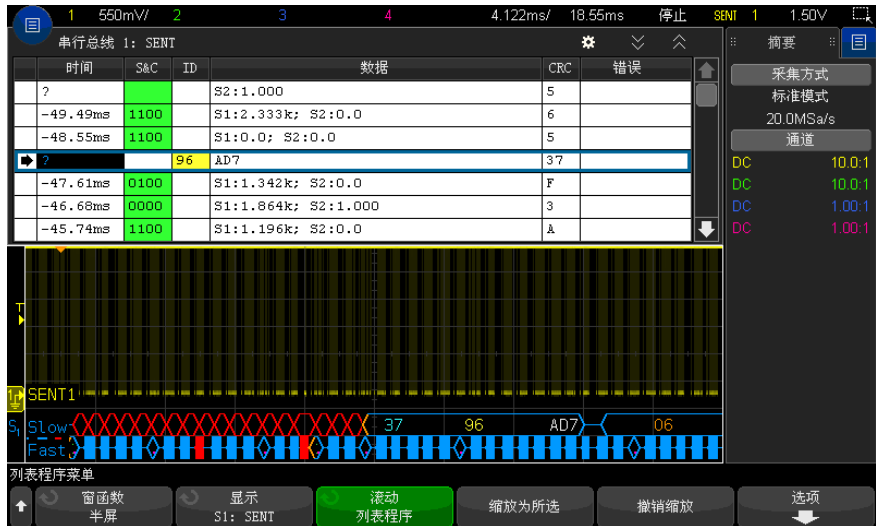 1 550mV/ 2 3 4 4.122ms/ 18.55ms 停止 SENT 1 1.50V
串行总线 1: SENT 摘要
时间 S&C ID 数据 CRC 错误
? S2:1.000 5
-49.49ms 1100 S1:2.333k; S2:0.0 6
-48.55ms 1100 S1:0.0; S2:0.0 5
? 96 AD7 37
-47.61ms 0100 S1:1.342k; S2:0.0 F
-46.68ms 0000 S1:1.864k; S2:1.000 3
-45.74ms 1100 S1:1.196k; S2:0.0 A
采集方式
标准模式
20.0MSa/s
通道
DC 10.0:1
DC 10.0:1
DC 1.00:1
DC 1.00:1
T
SENT1
S1 Slow 37 96 AD7 06
Fast
列表程序菜单
窗函数
半屏
显示
S1: SENT
滚动
列表程序
缩放为所选
撤销缩放
选项